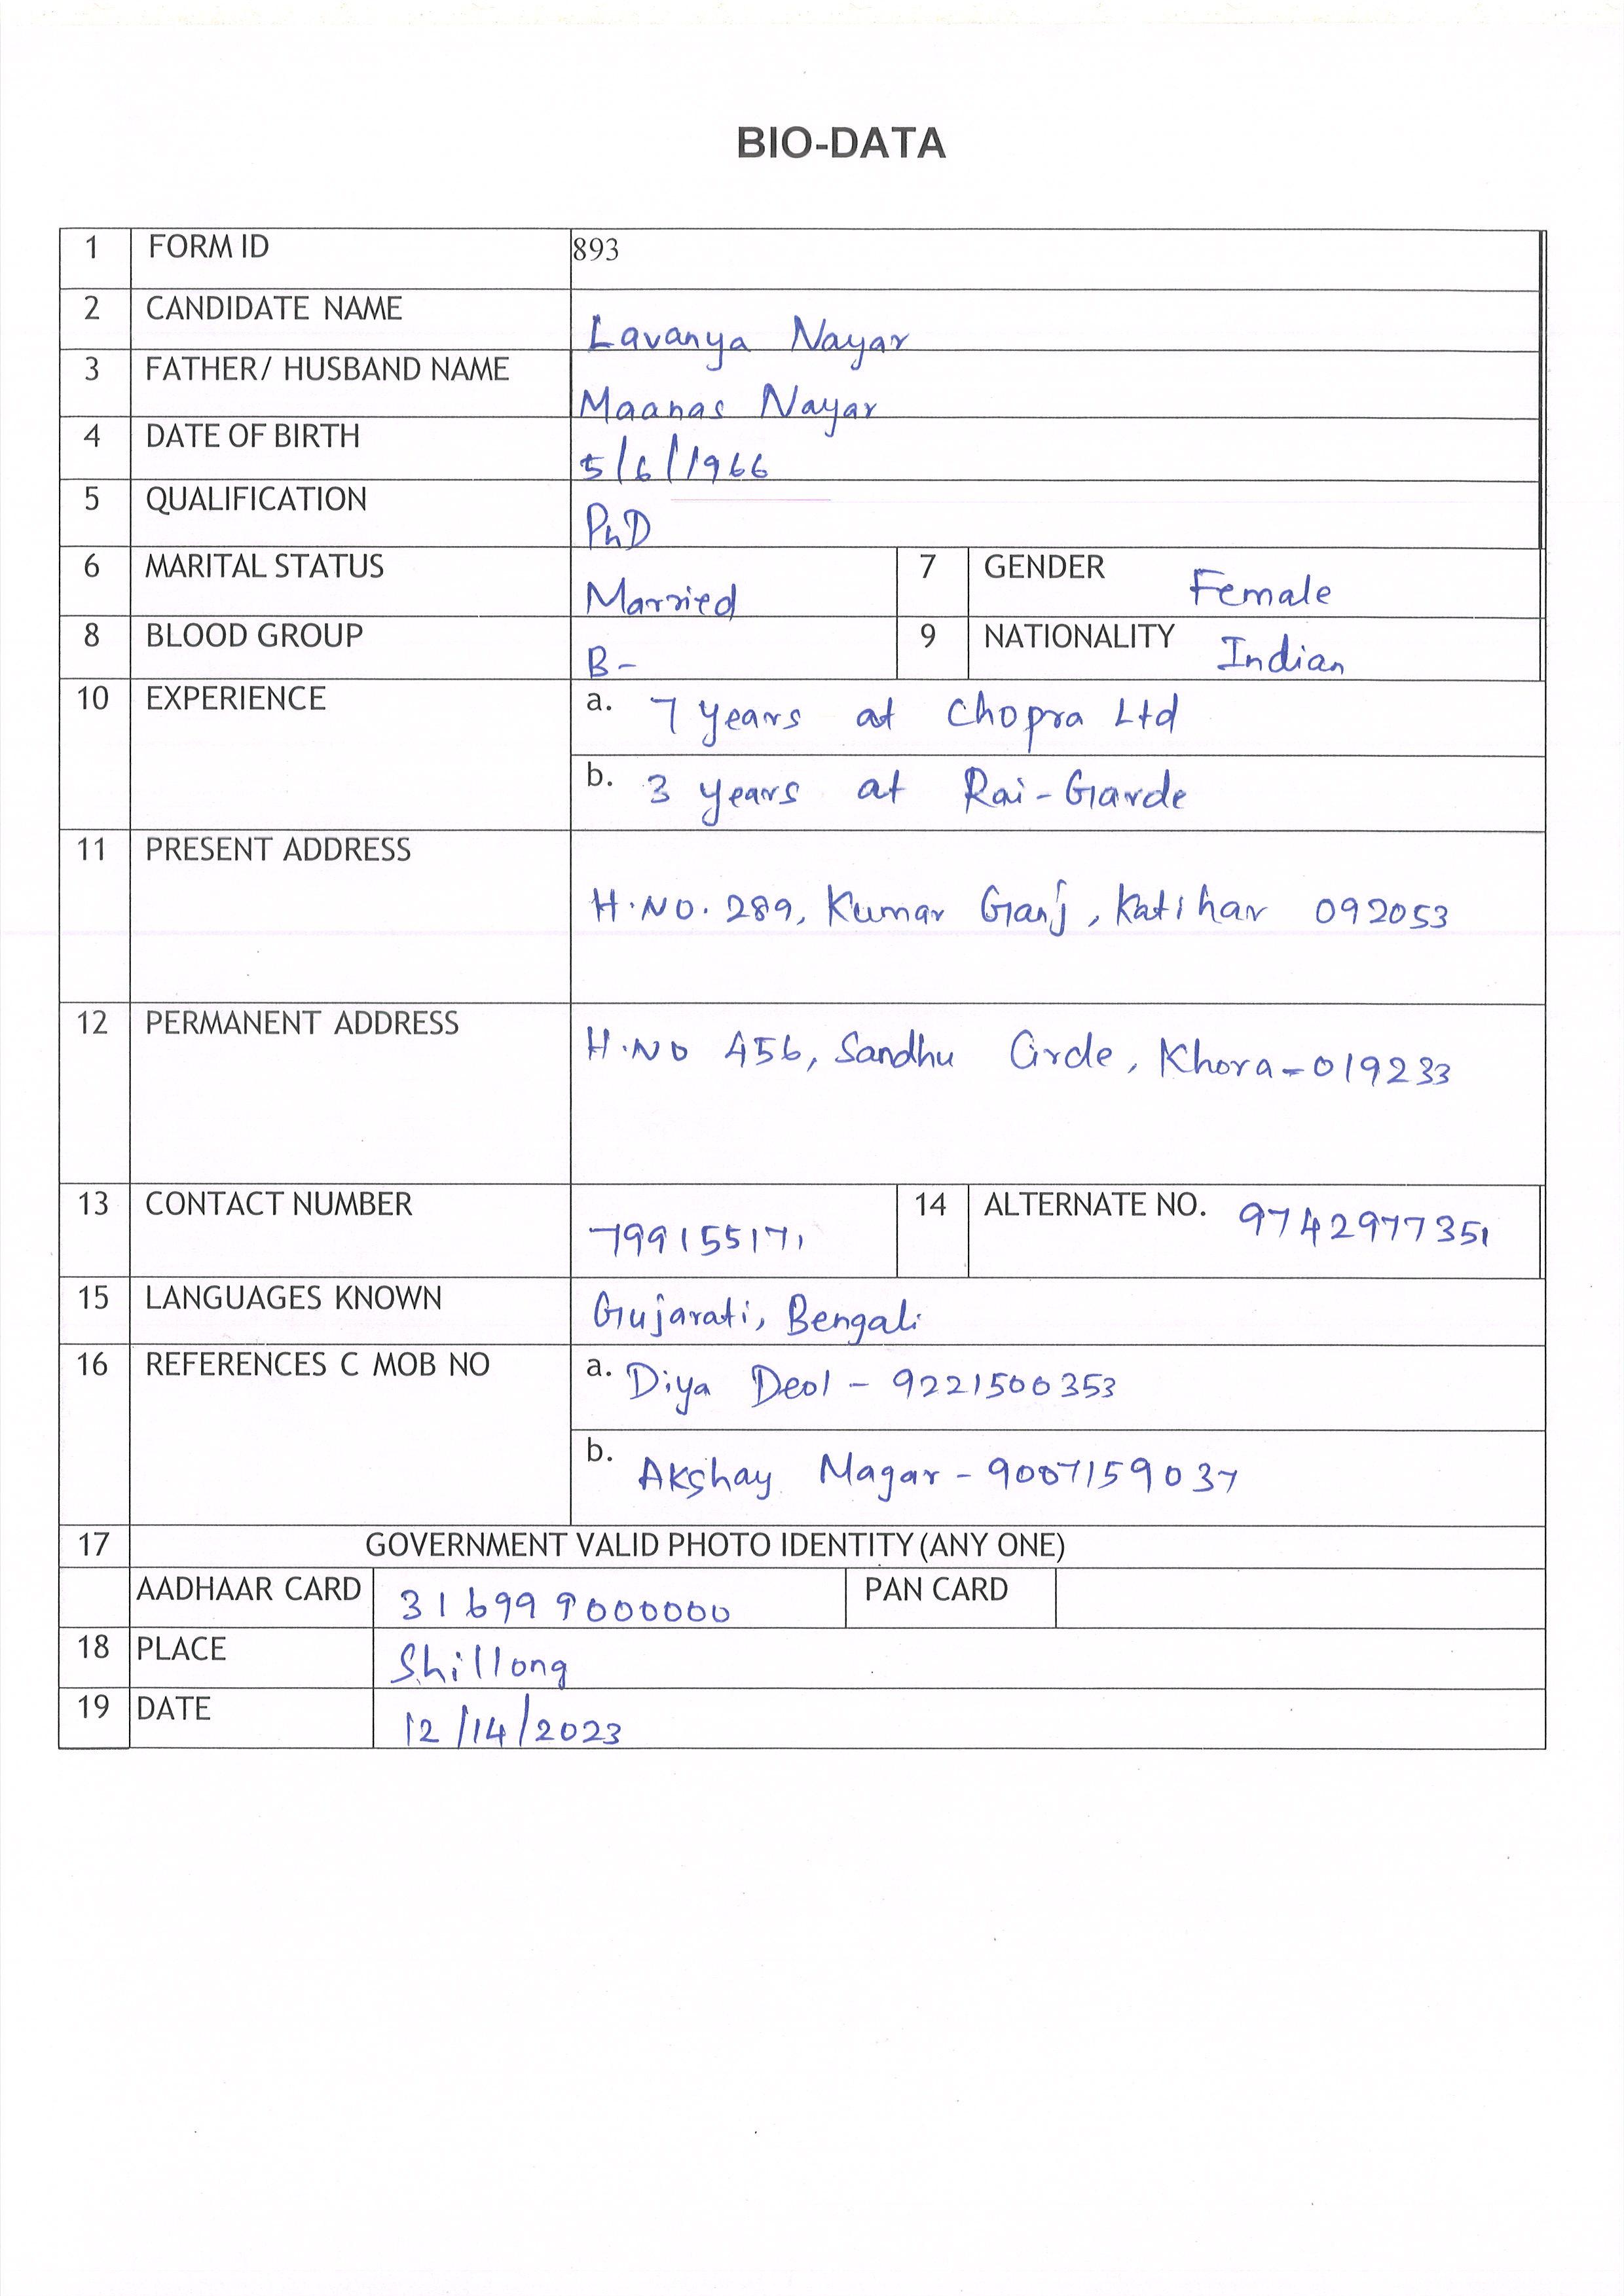 BIO-DATA
1 FORM ID 893
2 CANDIDATE NAME Lavanya Nayar
3 FATHER/ HUSBAND NAME Maanas Nayar
4 DATE OF BIRTH 5/6/1966
5 QUALIFICATION PhD
6 MARITAL STATUS Married 7 GENDER Female
8 BLOOD GROUP B- 9 NATIONALITY Indian
10 EXPERIENCE a. 7 years at Chopra Ltd
b. 3 years at Rai-Garde
11 PRESENT ADDRESS
H.NO. 289, Kumar Ganj, Katihar 092053
12 PERMANENT ADDRESS H.NO 456, Sandhu Circle, Khora-019233
13 CONTACT NUMBER 7991551171 14 ALTERNATE NO. 9742977351
15 LANGUAGES KNOWN Gujarati, Bengali
16 REFERENCES C MOB NO a. Diya Deol - 9221500353
b. Akshay Magar - 9007159037
17 GOVERNMENT VALID PHOTO IDENTITY (ANY ONE)
AADHAAR CARD 316999000000 PAN CARD
18 PLACE Shillong
19 DATE 12/14/2023